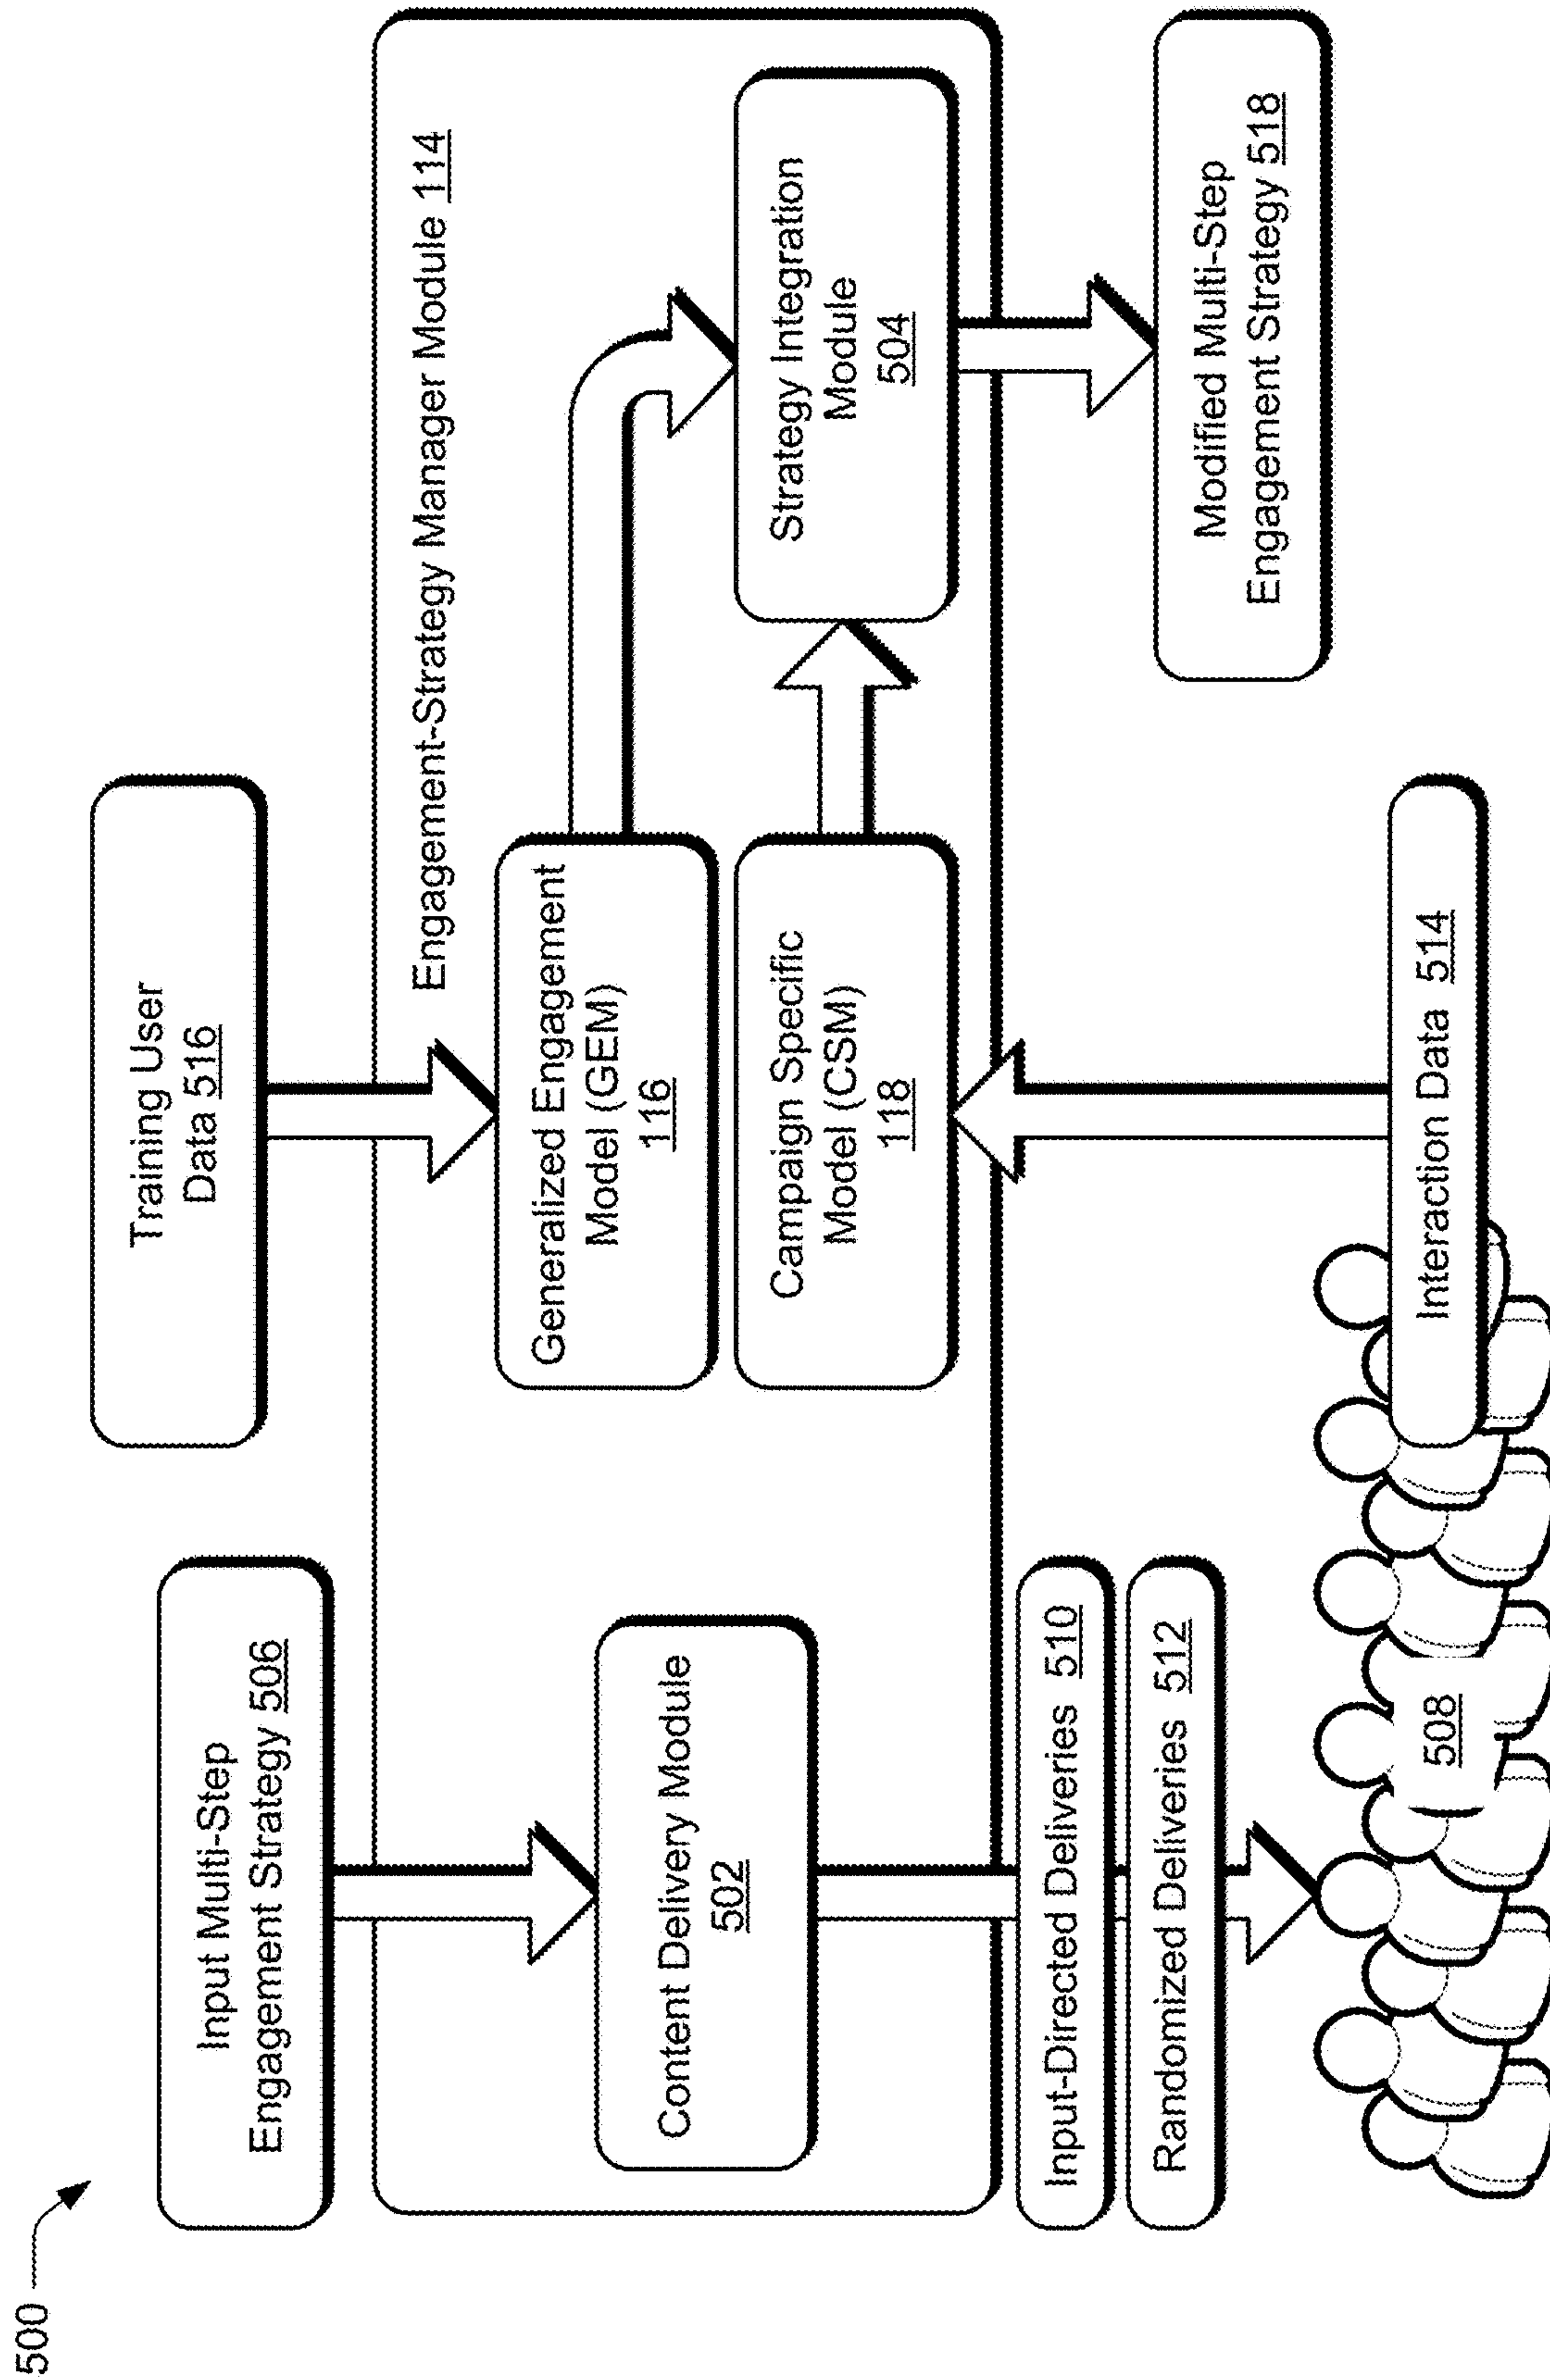 500
Input Multi-Step
Engagement Strategy 506
Training User
Data 516
Engagement-Strategy Manager Module 114
Content Delivery Module
502
Generalized Engagement
Model (GEM)
116
Campaign Specific
Model (CSM)
118
Strategy Integration
Module
504
Input-Directed Deliveries 510
Randomized Deliveries 512
508
Interaction Data 514
Modified Multi-Step
Engagement Strategy 518